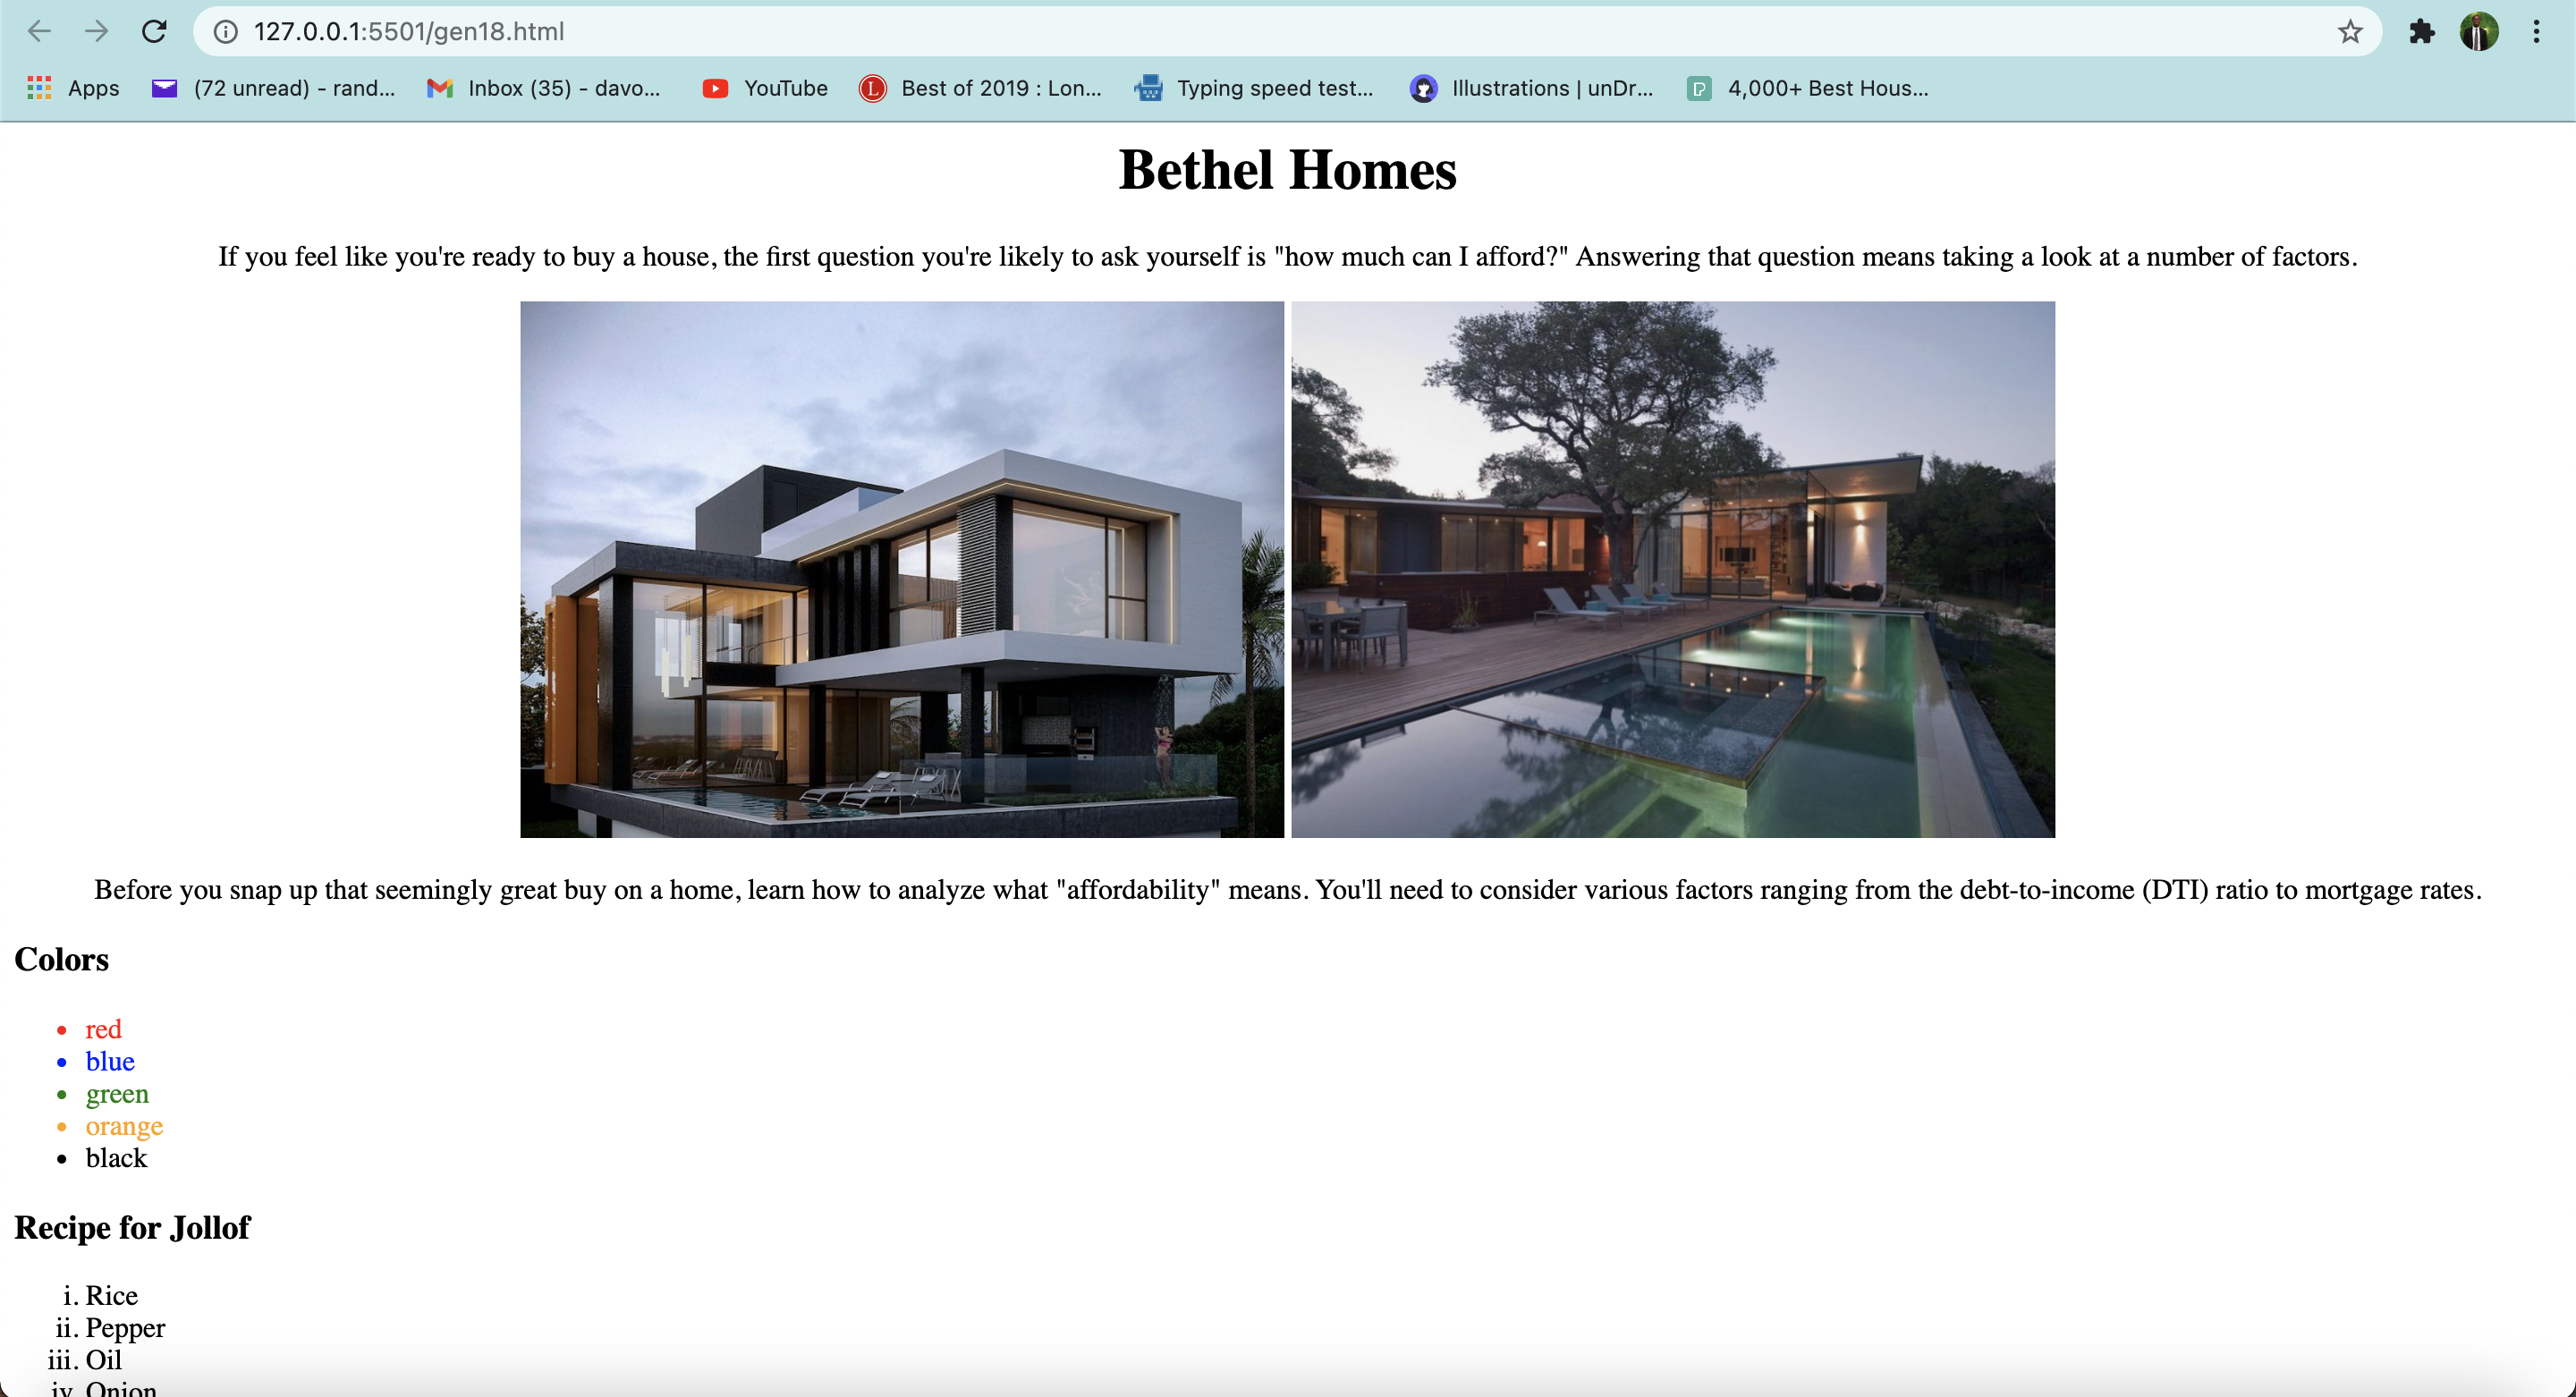 127.0.0.1:5501/gen18.html
Apps (72 unread) - rand... Inbox (35) - davo... YouTube Best of 2019 : Lon... Typing speed test... Illustrations | unDr... 4,000+ Best Hous...
Bethel Homes
If you feel like you're ready to buy a house, the first question you're likely to ask yourself is "how much can I afford?" Answering that question means taking a look at a number of factors.
Before you snap up that seemingly great buy on a home, learn how to analyze what "affordability" means. You'll need to consider various factors ranging from the debt-to-income (DTI) ratio to mortgage rates.
Colors
• red
• blue
• green
• orange
• black
Recipe for Jollof
i. Rice
ii. Pepper
iii. Oil
iv. Onion